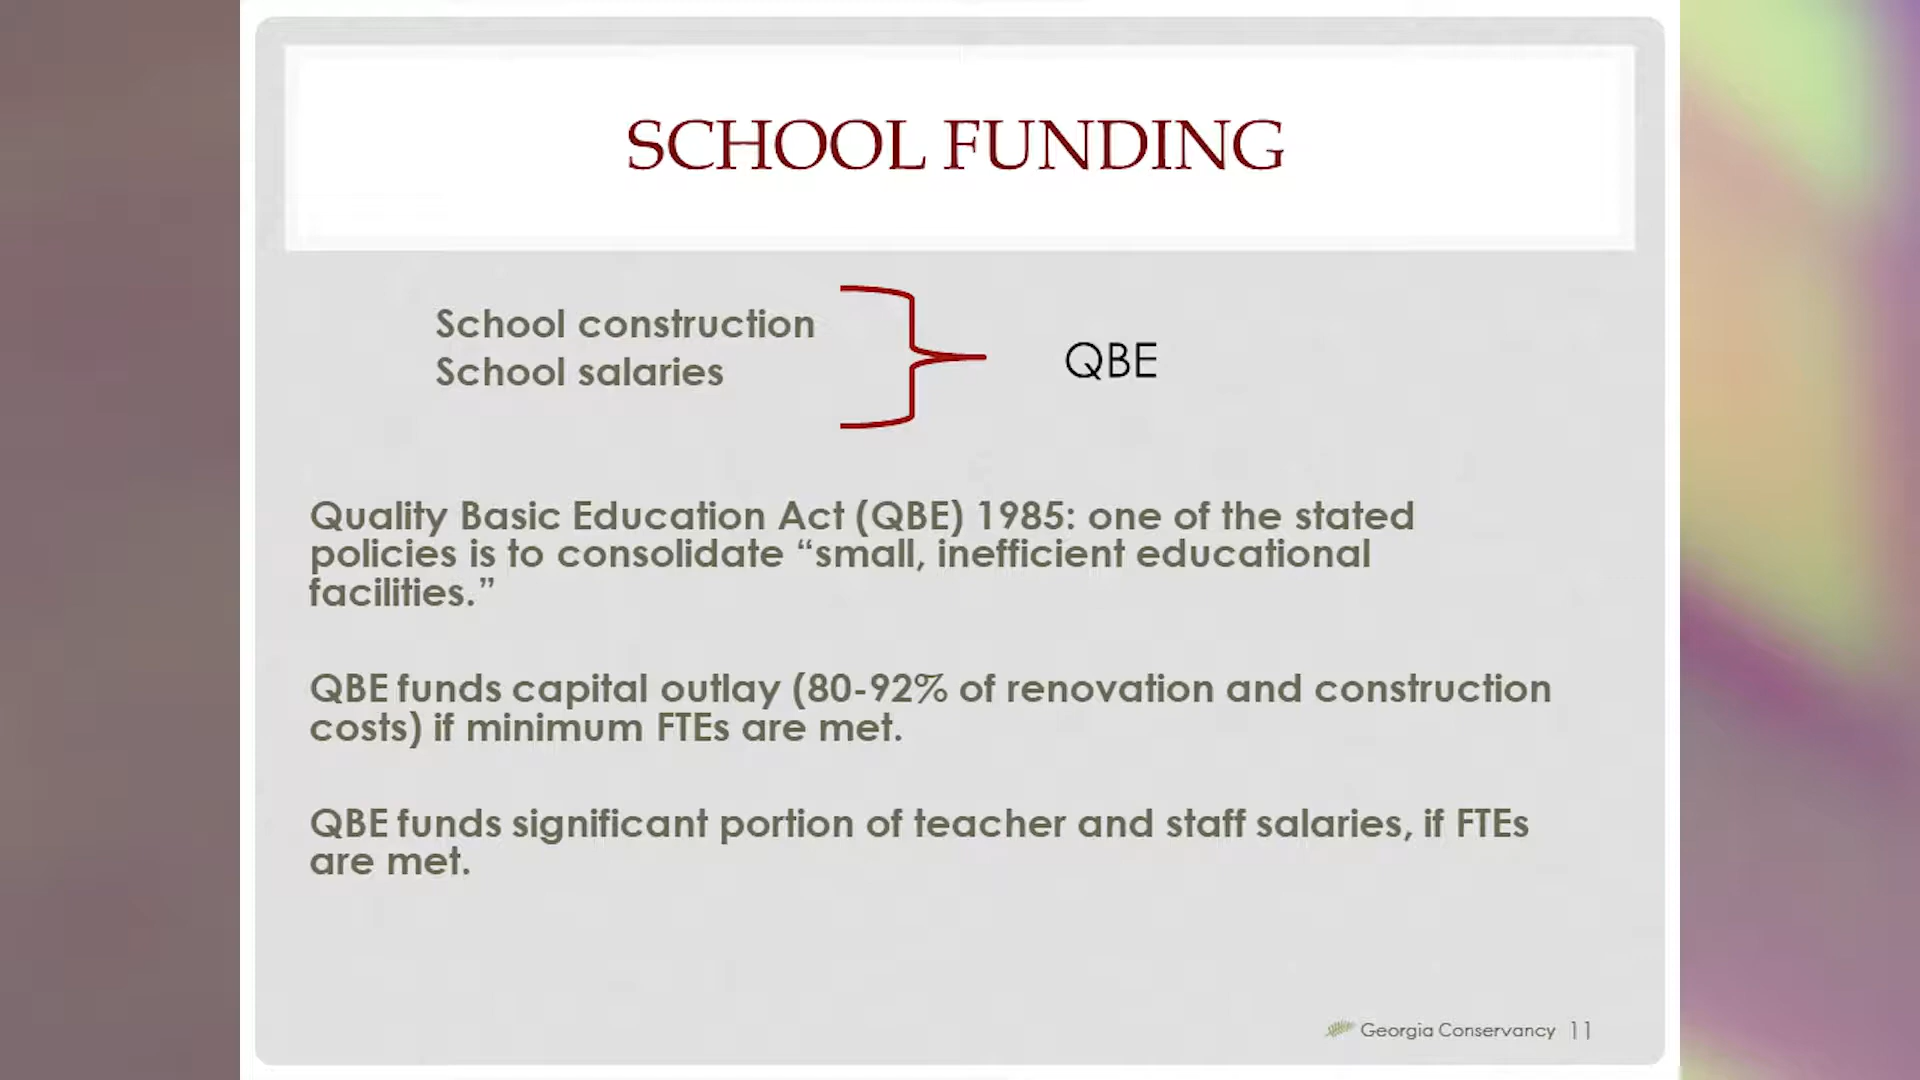 SCHOOL FUNDING
School construction
School salaries
QBE
Quality Basic Education Act (QBE) 1985: one of the stated
policies is to consolidate “small, inefficient educational
facilities.”
QBE funds capital outlay (80-92% of renovation and construction
costs) if minimum FTEs are met.
QBE funds significant portion of teacher and staff salaries, if FTEs
are met.
Georgia Conservancy 11